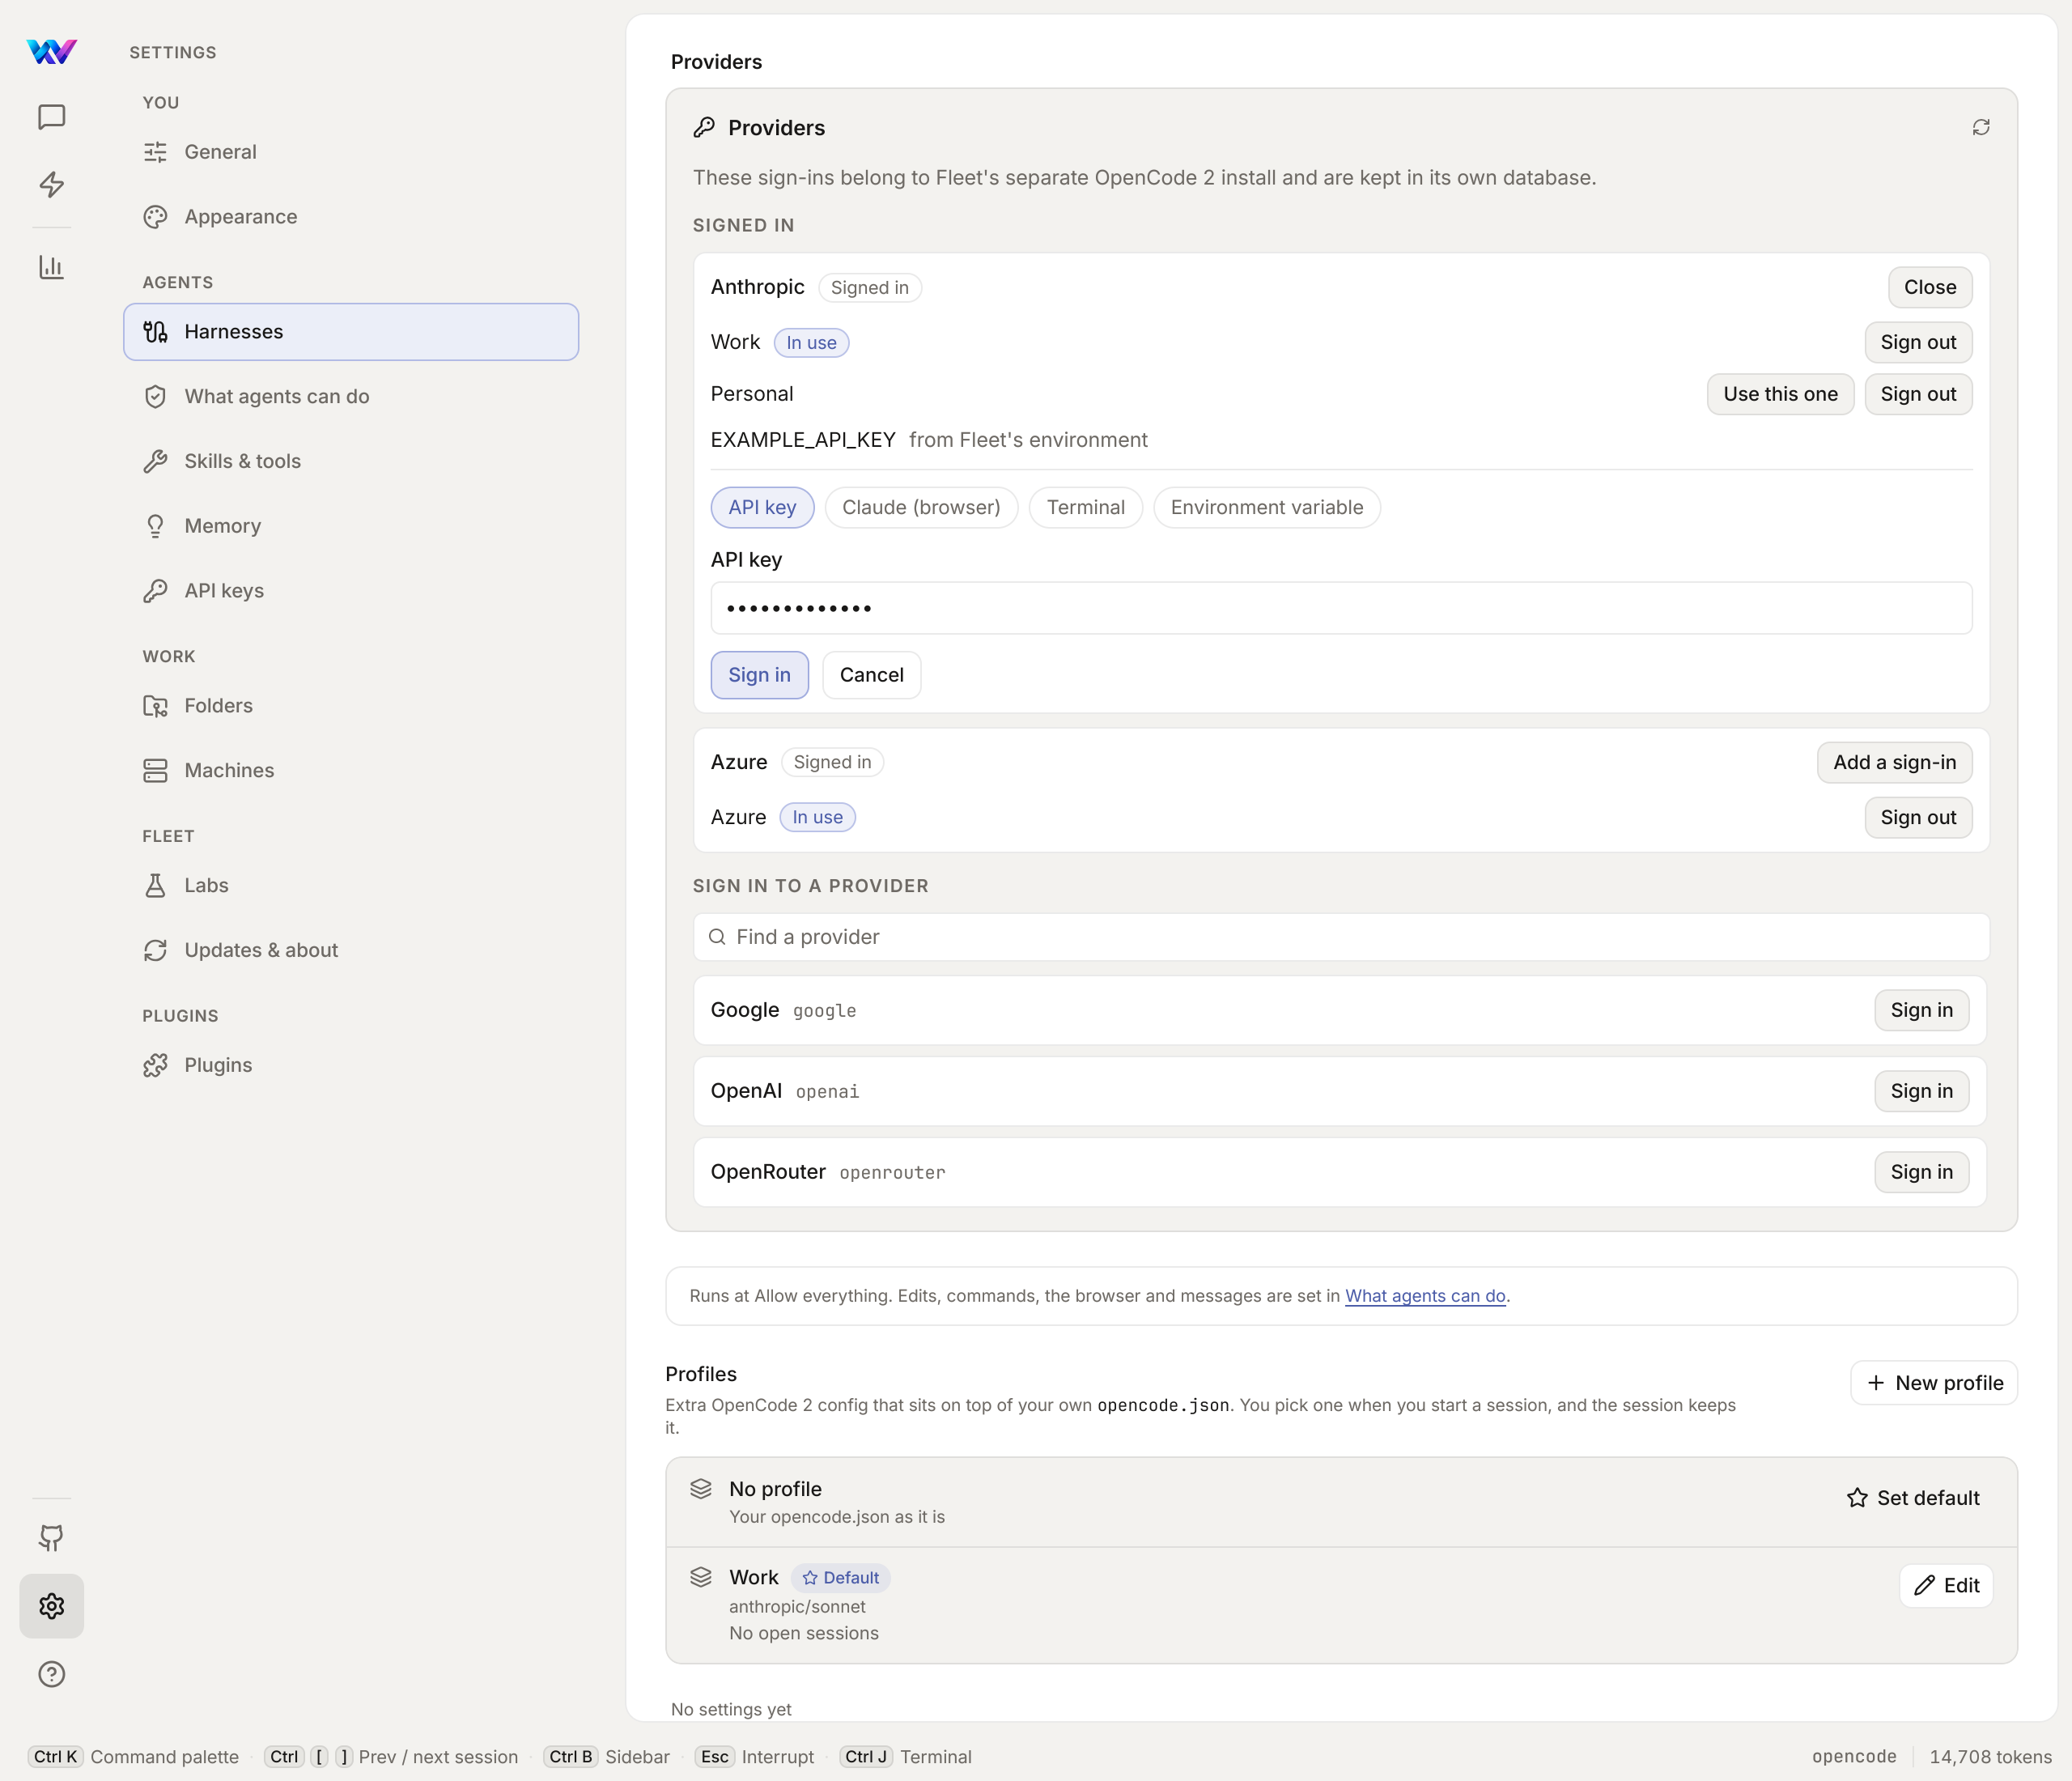 SETTINGS
YOU
General
Appearance
AGENTS
Harnesses
What agents can do
Skills & tools
Memory
API keys
WORK
Folders
Machines
FLEET
Labs
Updates & about
PLUGINS
Plugins
Providers
Providers
These sign-ins belong to Fleet's separate OpenCode 2 install and are kept in its own database.
SIGNED IN
Anthropic Signed in Close
Work In use Sign out
Personal Use this one Sign out
EXAMPLE_API_KEY from Fleet's environment
API key Claude (browser) Terminal Environment variable
API key
•••••••••••••
Sign in Cancel
Azure Signed in Add a sign-in
Azure In use Sign out
SIGN IN TO A PROVIDER
Find a provider
Google google Sign in
OpenAI openai Sign in
OpenRouter openrouter Sign in
Runs at Allow everything. Edits, commands, the browser and messages are set in What agents can do.
Profiles
New profile
Extra OpenCode 2 config that sits on top of your own opencode.json. You pick one when you start a session, and the session keeps
it.
No profile
Your opencode.json as it is
Set default
Work Default
anthropic/sonnet
No open sessions
Edit
No settings yet
Ctrl K Command palette · Ctrl [ ] Prev / next session · Ctrl B Sidebar · Esc Interrupt · Ctrl J Terminal
opencode 14,708 tokens